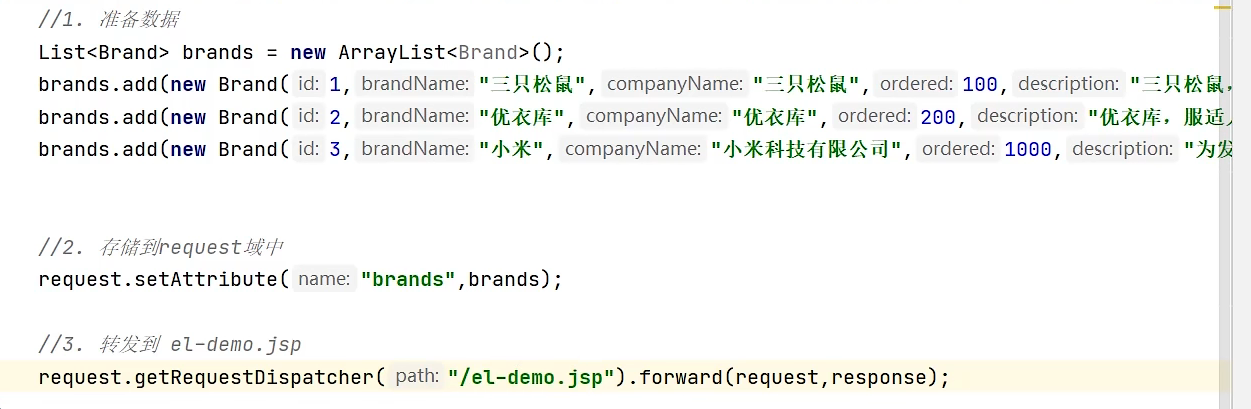 //1. 准备数据
List<Brand> brands = new ArrayList<Brand>();
brands.add(new Brand( id: 1, brandName: "三只松鼠", companyName: "三只松鼠", ordered: 100, description: "三只松鼠,
brands.add(new Brand( id: 2, brandName: "优衣库", companyName: "优衣库", ordered: 200, description: "优衣库，服适
brands.add(new Brand( id: 3, brandName: "小米", companyName: "小米科技有限公司", ordered: 1000, description: "为发
//2. 存储到request域中
request.setAttribute( name: "brands",brands);
//3. 转发到 el-demo.jsp
request.getRequestDispatcher( path: "/el-demo.jsp").forward(request,response);